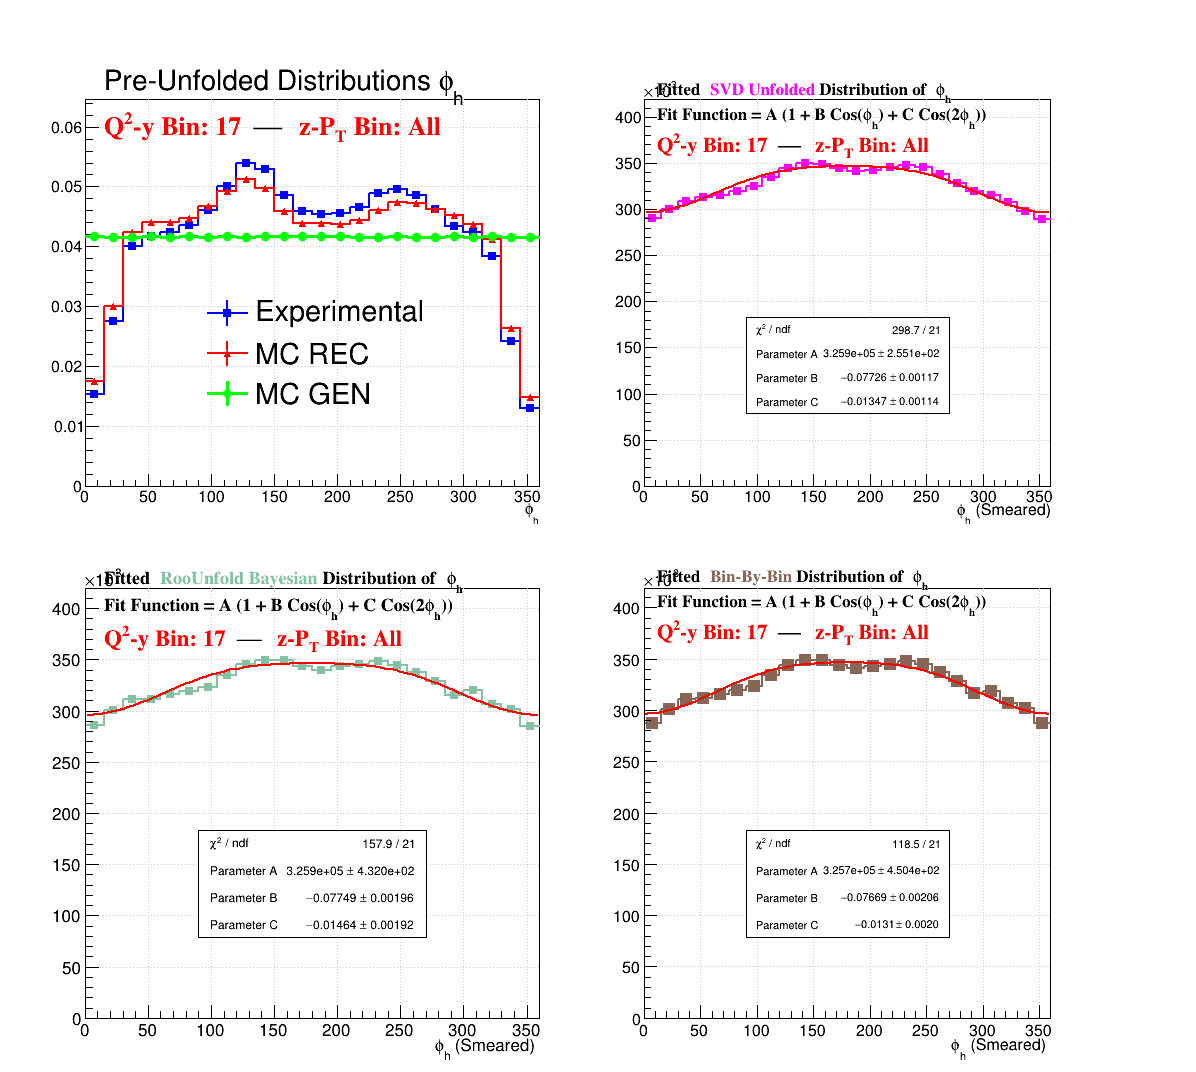 Pre-Unfolded Distributions ϕh
Q²-y Bin: 17 — z-PT Bin: All
0.06
0.05
0.04
0.03
0.02
0.01
0
Experimental
MC REC
MC GEN
0 50 100 150 200 250 300 350
ϕh
Fitted SVD Unfolded Distribution of ϕh
Fit Function = A (1 + B Cos(ϕh) + C Cos(2ϕh))
Q²-y Bin: 17 — z-PT Bin: All
400
350
300
250
200
150
100
50
0
χ² / ndf 298.7 / 21
Parameter A 3.259e+05 ± 2.551e+02
Parameter B −0.07726 ± 0.00117
Parameter C −0.01347 ± 0.00114
0 50 100 150 200 250 300 350
ϕh (Smeared)
Fitted RooUnfold Bayesian Distribution of ϕh
Fit Function = A (1 + B Cos(ϕh) + C Cos(2ϕh))
Q²-y Bin: 17 — z-PT Bin: All
400
350
300
250
200
150
100
50
0
χ² / ndf 157.9 / 21
Parameter A 3.259e+05 ± 4.320e+02
Parameter B −0.07749 ± 0.00196
Parameter C −0.01464 ± 0.00192
0 50 100 150 200 250 300 350
ϕh (Smeared)
Fitted Bin-By-Bin Distribution of ϕh
Fit Function = A (1 + B Cos(ϕh) + C Cos(2ϕh))
Q²-y Bin: 17 — z-PT Bin: All
400
350
300
250
200
150
100
50
0
χ² / ndf 118.5 / 21
Parameter A 3.257e+05 ± 4.504e+02
Parameter B −0.07669 ± 0.00206
Parameter C −0.0131 ± 0.0020
0 50 100 150 200 250 300 350
ϕh (Smeared)